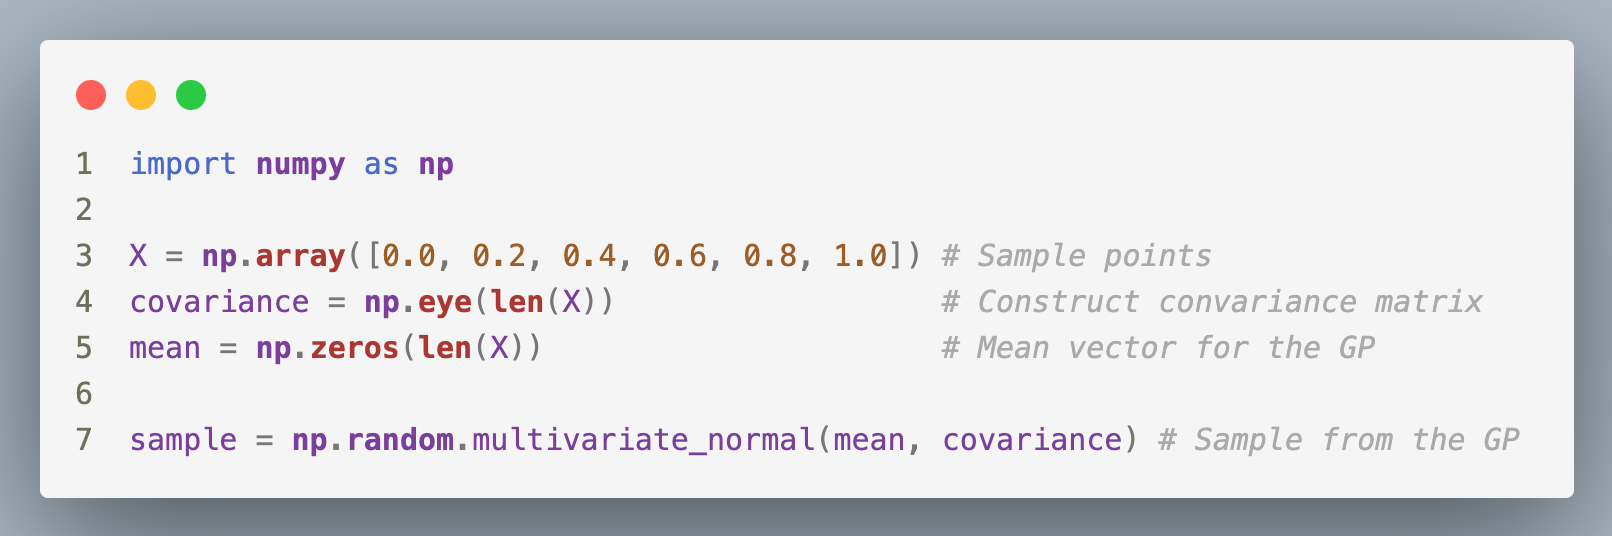 1 import numpy as np
2
3 X = np.array([0.0, 0.2, 0.4, 0.6, 0.8, 1.0]) # Sample points
4 covariance = np.eye(len(X))                  # Construct convariance matrix
5 mean = np.zeros(len(X))                      # Mean vector for the GP
6
7 sample = np.random.multivariate_normal(mean, covariance) # Sample from the GP